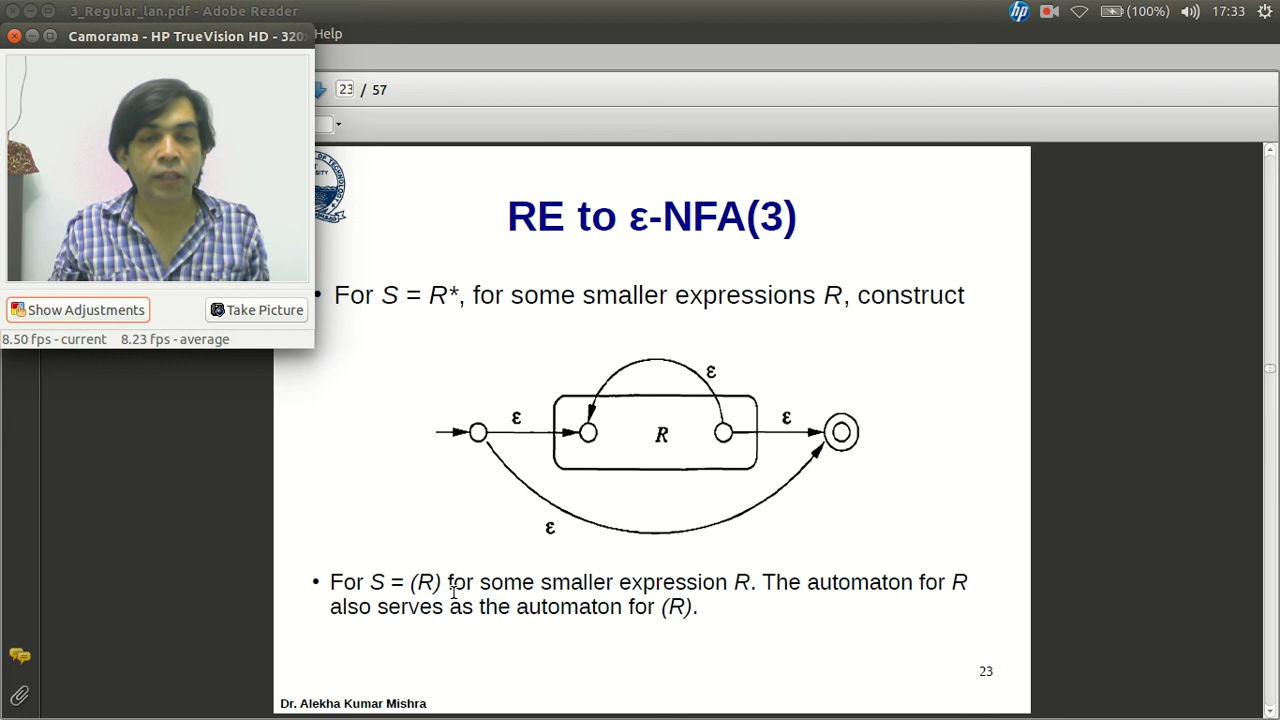 3_Regular_lan.pdf - Adobe Reader
(100%)
17:33
Camorama - HP TrueVision HD - 320
Help
23 / 57
Show Adjustments
Take Picture
8.50 fps - current 8.23 fps - average
RE to ε-NFA(3)
• For S = R*, for some smaller expressions R, construct
ε
ε
ε
R
ε
• For S = (R) for some smaller expression R. The automaton for R
also serves as the automaton for (R).
23
Dr. Alekha Kumar Mishra